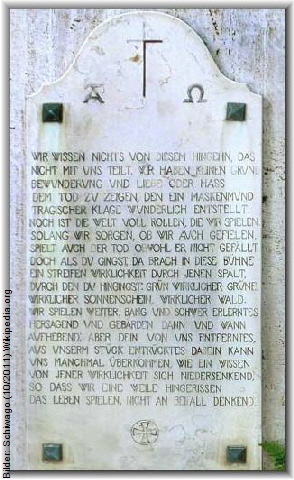 A Ω
WIR WISSEN NICHTS VON DIESEM HINGEHN, DAS
NICHT MIT UNS TEILT. WIR HABEN KEINEN GRUND,
BEWUNDERUNG UND LIEBE ODER HASS
DEM TOD ZU ZEIGEN, DEN EIN MASKENMUND
TRAGISCHER KLAGE WUNDERLICH ENTSTELLT.
NOCH IST DIE WELT VOLL ROLLEN, DIE WIR SPIELEN,
SOLANG WIR SORGEN, OB WIR AUCH GEFIELEN,
SPIELT AUCH DER TOD, OBWOHL ER NICHT GEFÄLLT.
DOCH ALS DU GINGST, DA BRACH IN DIESE BÜHNE
EIN STREIFEN WIRKLICHKEIT DURCH JENEN SPALT,
DURCH DEN DU HINGINGST: GRÜN WIRKLICHER GRÜNE,
WIRKLICHER SONNENSCHEIN, WIRKLICHER WALD.
WIR SPIELEN WEITER. BANG UND SCHWER ERLERNTES
HERSAGEND UND GEBÄRDEN DANN UND WANN
AUFHEBEND; ABER DEIN VON UNS ENTFERNTES,
AUS UNSERM STÜCK ENTRÜCKTES DASEIN KANN
UNS MANCHMAL ÜBERKOMMEN, WIE EIN WISSEN
VON JENER WIRKLICHKEIT SICH NIEDERSENKEND,
SO DASS WIR EINE WEILE HINGERISSEN
DAS LEBEN SPIELEN, NICHT AN BEIFALL DENKEND.
Bilder: Schiwago (10/2011) Wikipedia.org